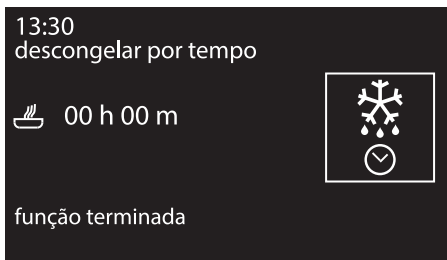 13:30
descongelar por tempo
00 h 00 m
função terminada